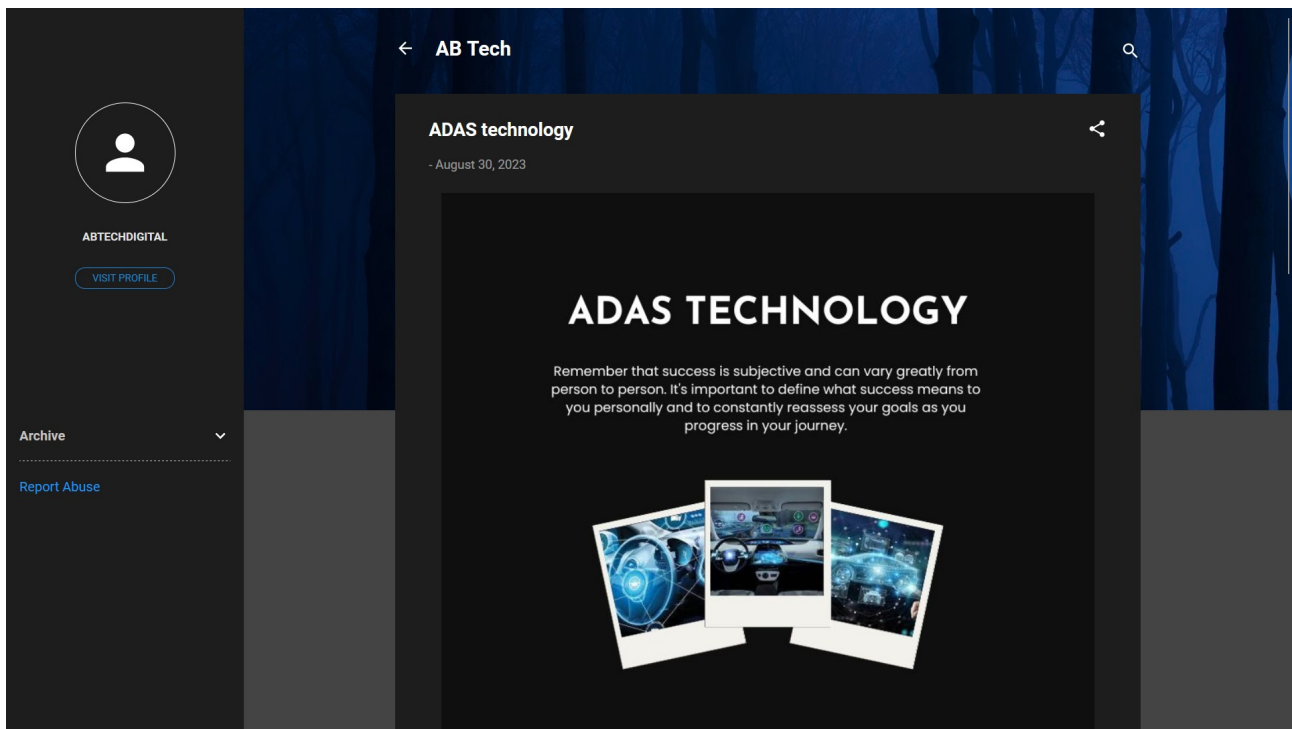 AB Tech
ABTECHDIGITAL
VISIT PROFILE
Archive
Report Abuse
ADAS technology
- August 30, 2023
ADAS TECHNOLOGY
Remember that success is subjective and can vary greatly from
person to person. It's important to define what success means to
you personally and to constantly reassess your goals as you
progress in your journey.